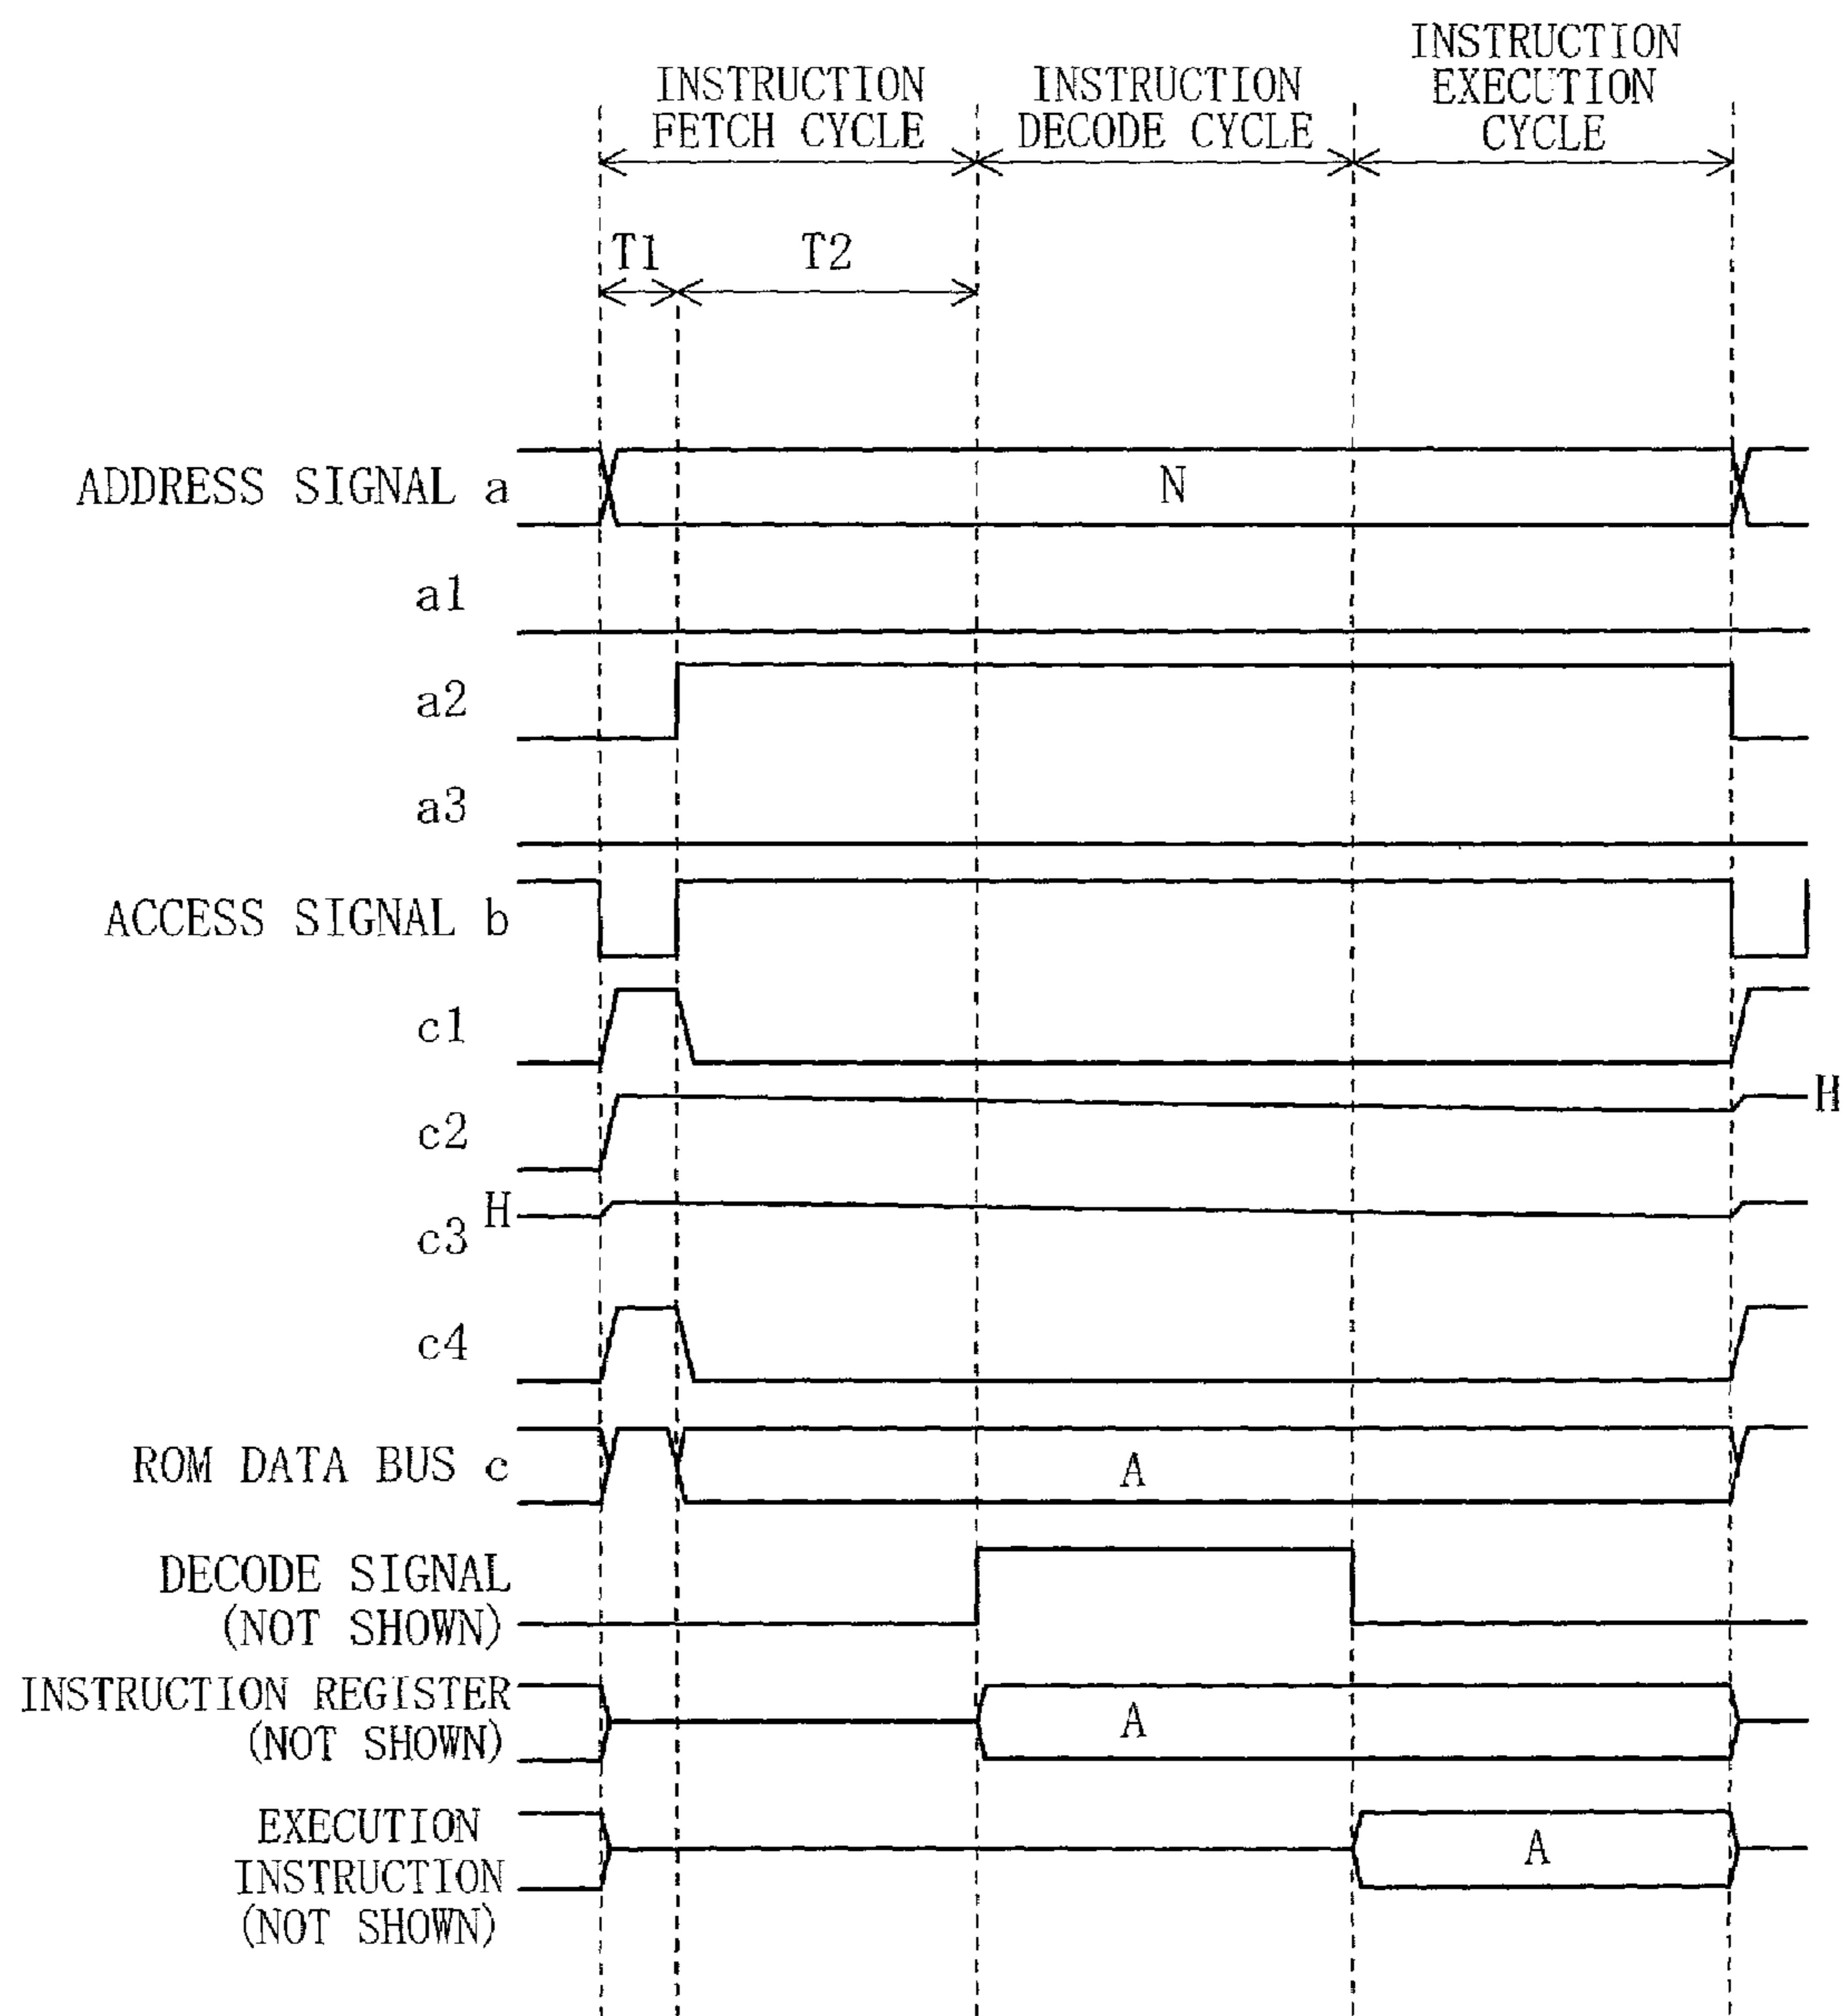 INSTRUCTION
FETCH CYCLE
INSTRUCTION
DECODE CYCLE
INSTRUCTION
EXECUTION
CYCLE
T1
T2
ADDRESS SIGNAL a
N
a1
a2
a3
ACCESS SIGNAL b
c1
c2
H
c3
H
c4
ROM DATA BUS c
A
DECODE SIGNAL
(NOT SHOWN)
INSTRUCTION REGISTER
(NOT SHOWN)
A
EXECUTION
INSTRUCTION
(NOT SHOWN)
A